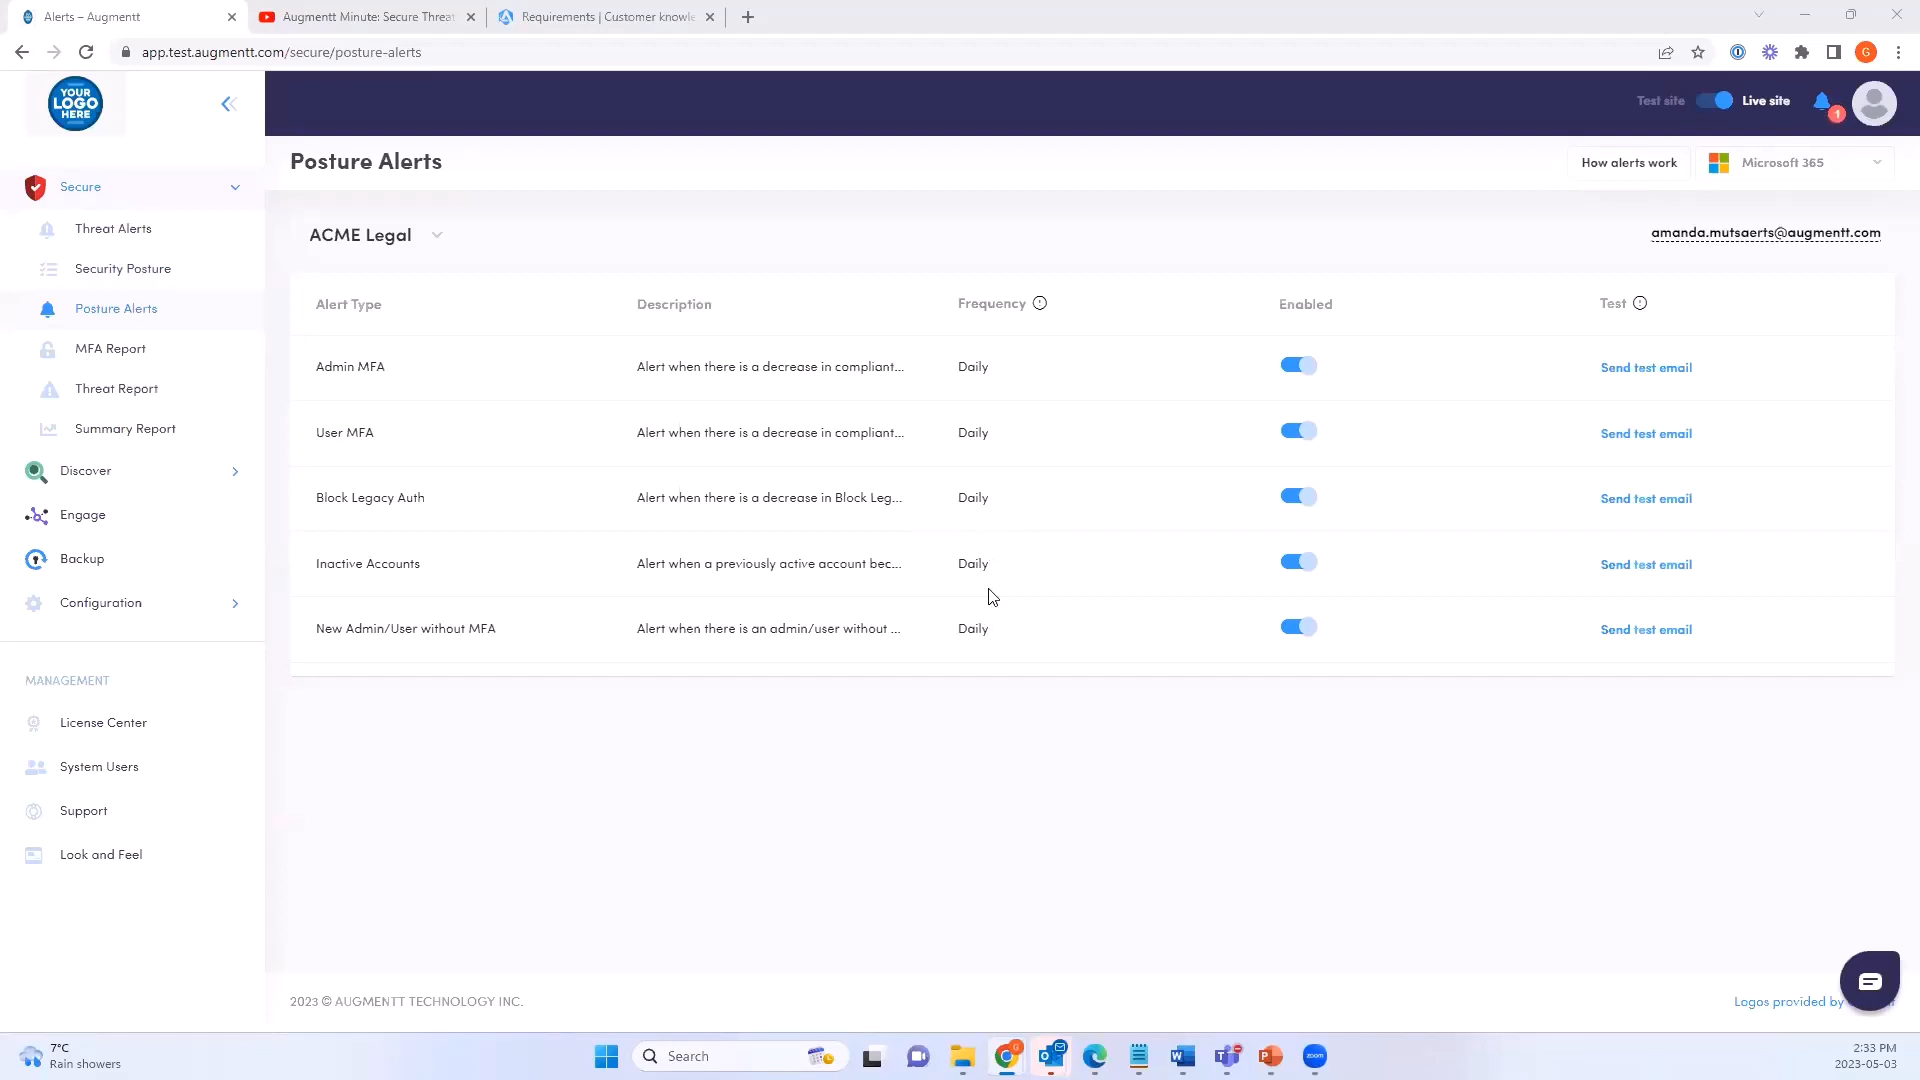 Alerts – Augmentt
Augmentt Minute: Secure Threat
Requirements | Customer knowle
app.test.augmentt.com/secure/posture-alerts
G
YOUR
LOGO
HERE
Test site
Live site
1
Posture Alerts
How alerts work
Microsoft 365
Secure
Threat Alerts
Security Posture
Posture Alerts
MFA Report
Threat Report
Summary Report
Discover
Engage
Backup
Configuration
MANAGEMENT
License Center
System Users
Support
Look and Feel
ACME Legal
amanda.mutsaerts@augmentt.com
Alert Type Description Frequency Enabled Test
Admin MFA Alert when there is a decrease in compliant... Daily Send test email
User MFA Alert when there is a decrease in compliant... Daily Send test email
Block Legacy Auth Alert when there is a decrease in Block Leg... Daily Send test email
Inactive Accounts Alert when a previously active account bec... Daily Send test email
New Admin/User without MFA Alert when there is an admin/user without ... Daily Send test email
2023 © AUGMENTT TECHNOLOGY INC.
Logos provided by
7°C
Rain showers
Search
zoom
2:33 PM
2023-05-03